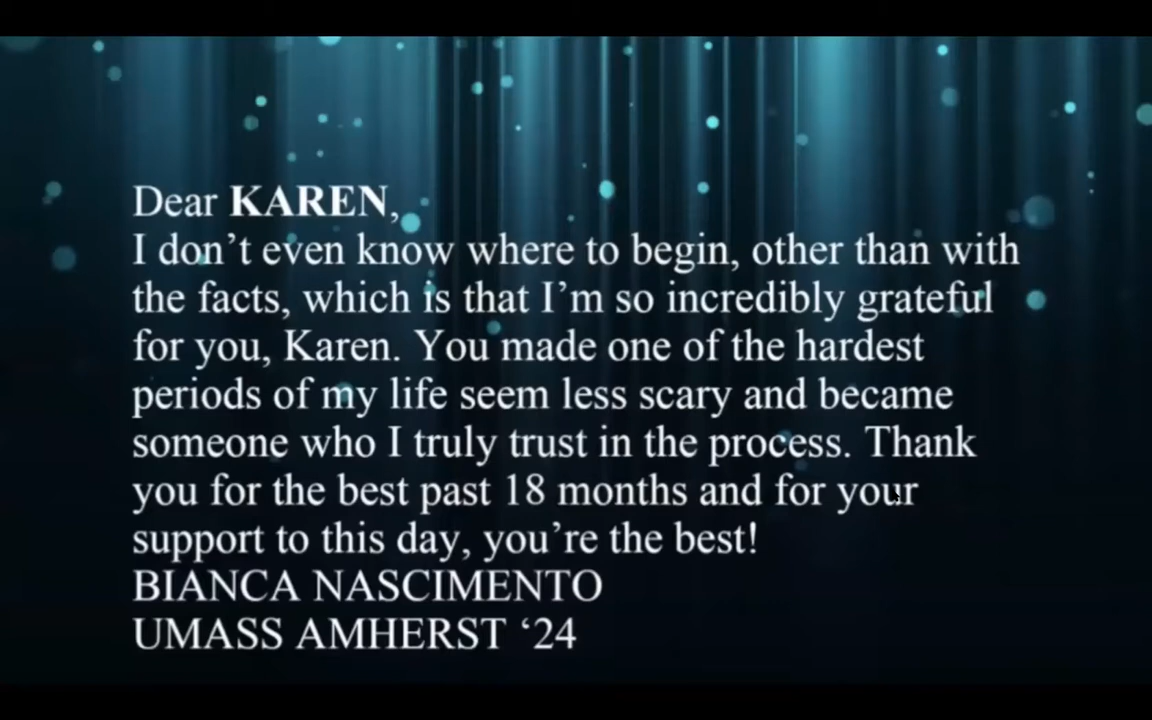 Dear KAREN,
I don’t even know where to begin, other than with
the facts, which is that I’m so incredibly grateful
for you, Karen. You made one of the hardest
periods of my life seem less scary and became
someone who I truly trust in the process. Thank
you for the best past 18 months and for your
support to this day, you’re the best!
BIANCA NASCIMENTO
UMASS AMHERST ‘24